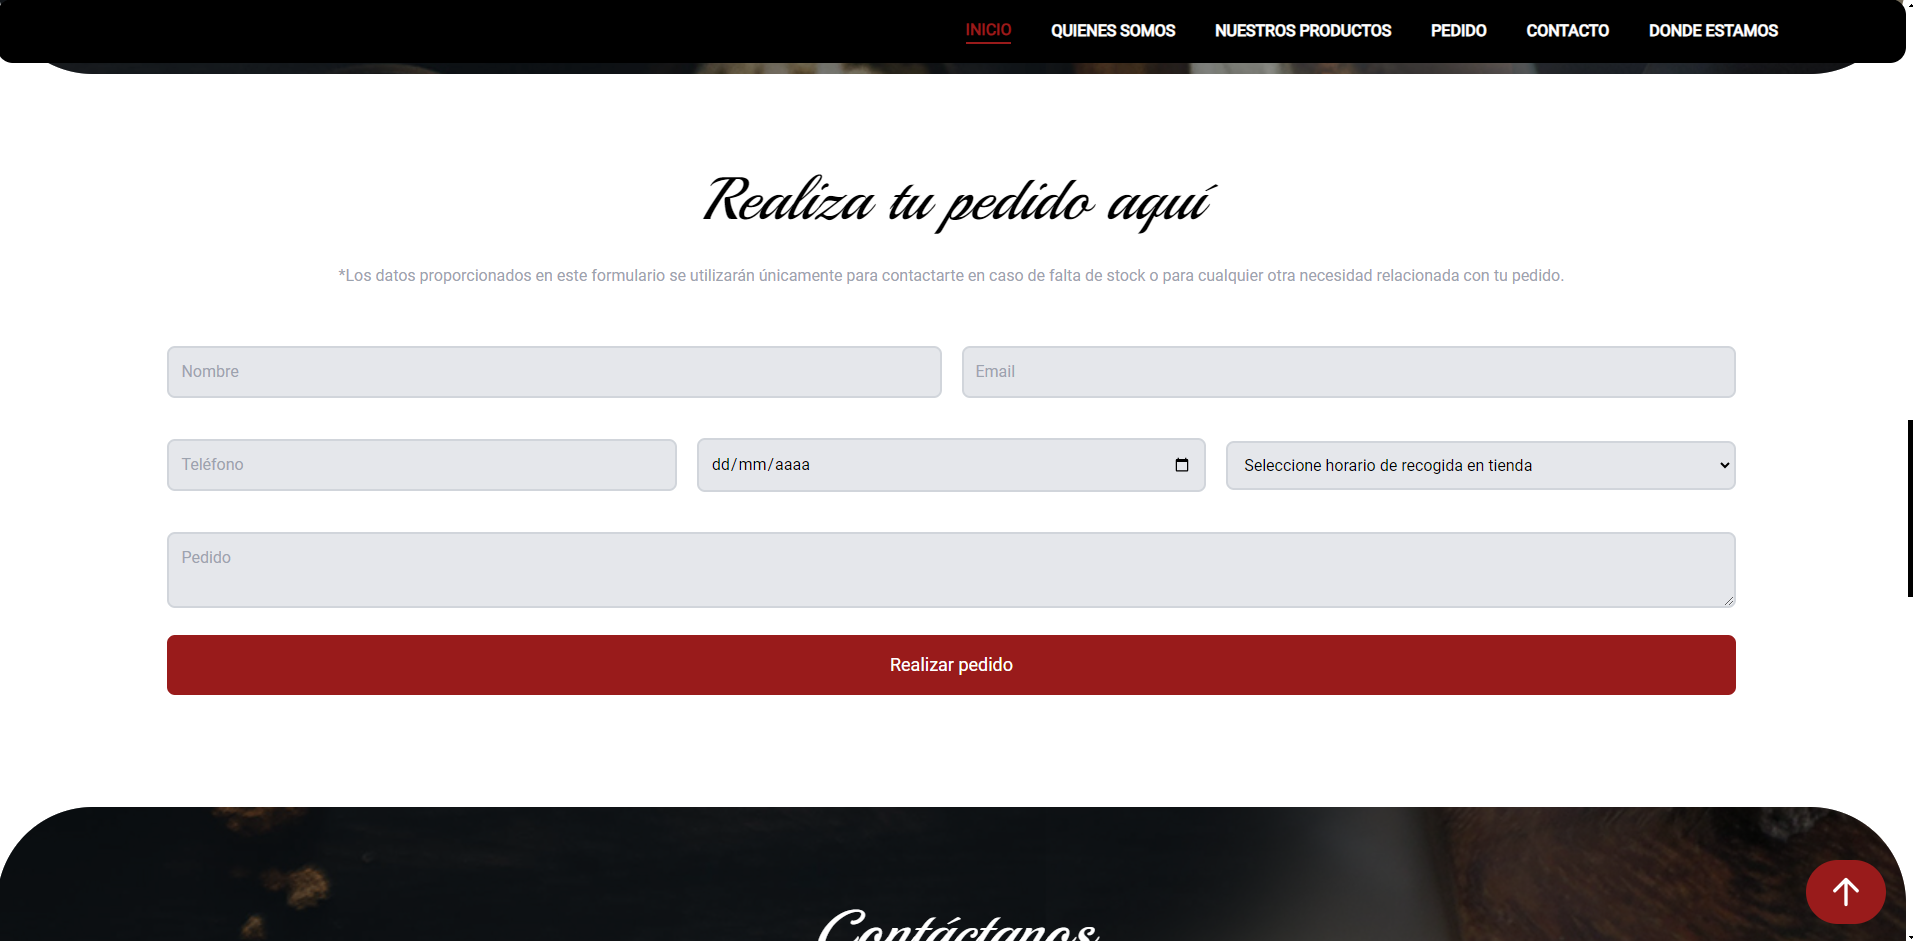 INICIO QUIENES SOMOS NUESTROS PRODUCTOS PEDIDO CONTACTO DONDE ESTAMOS
Realiza tu pedido aquí
*Los datos proporcionados en este formulario se utilizarán únicamente para contactarte en caso de falta de stock o para cualquier otra necesidad relacionada con tu pedido.
Nombre Email
Teléfono dd/mm/aaaa Seleccione horario de recogida en tienda
Pedido
Realizar pedido
Contáctanos